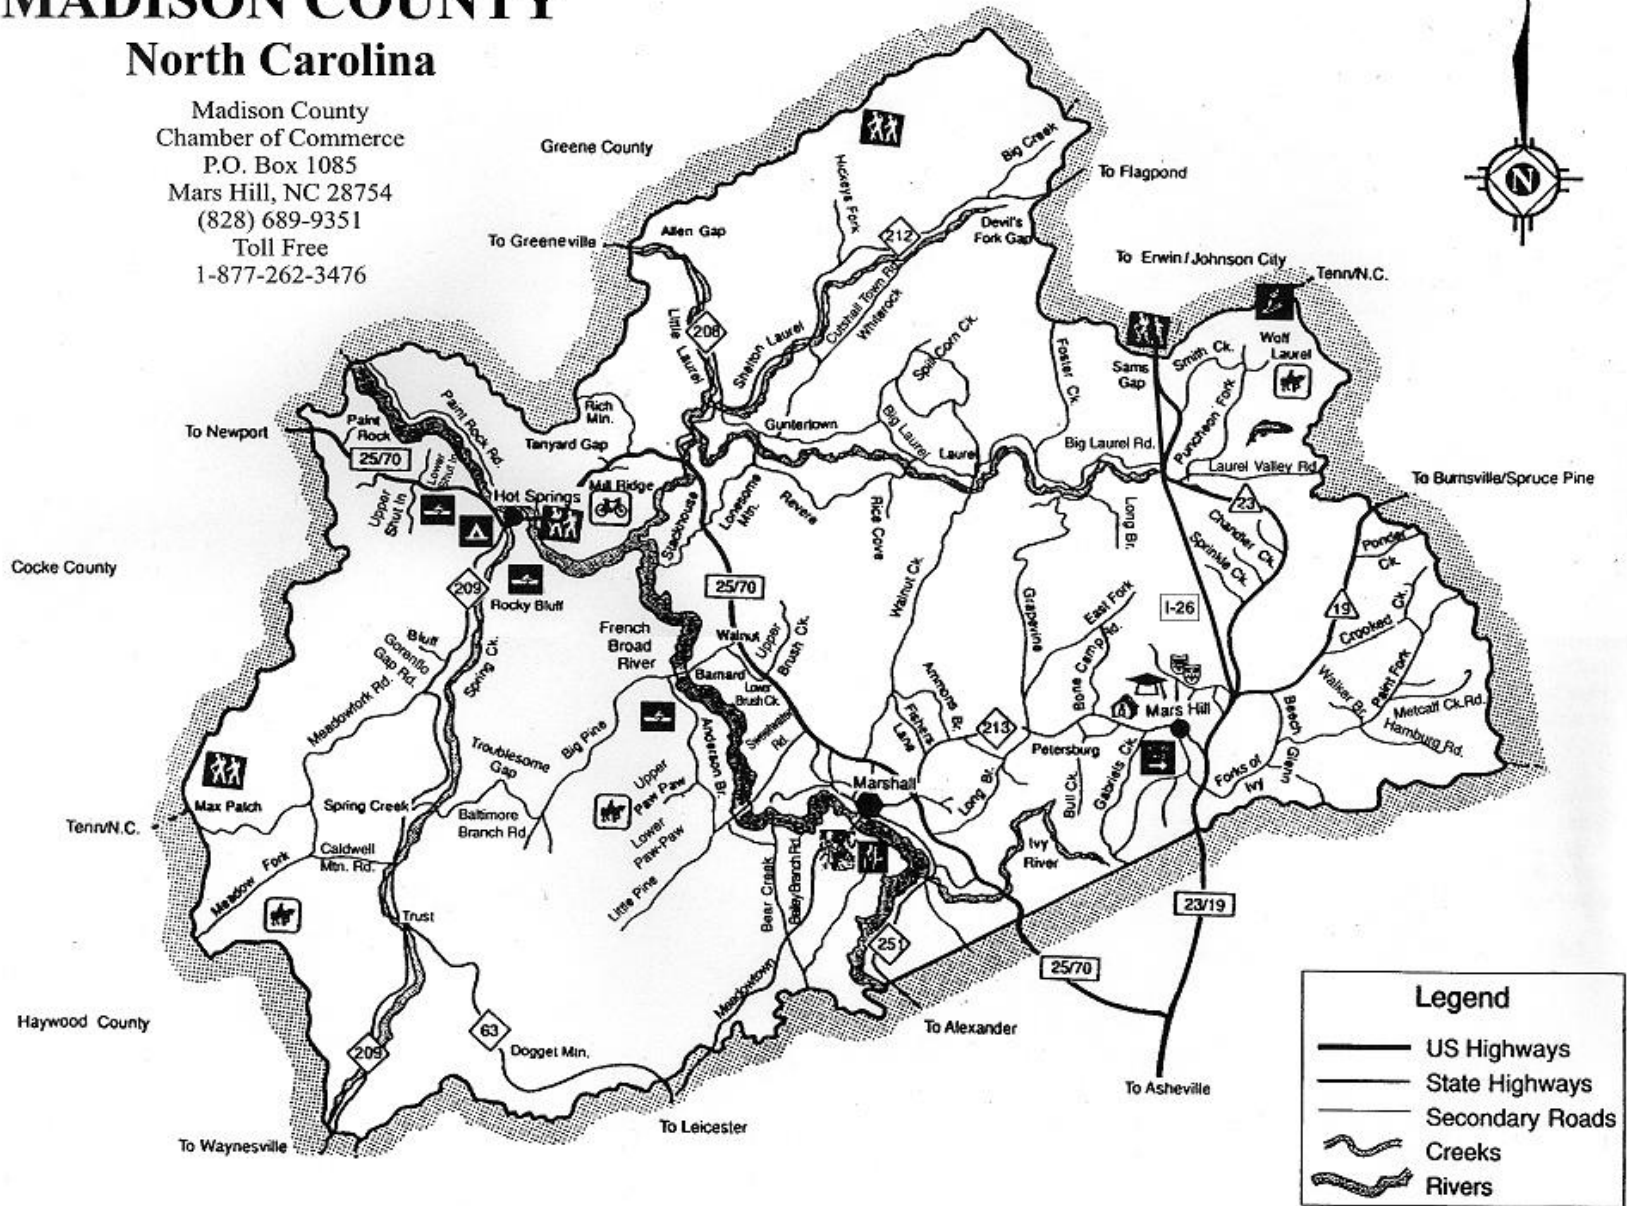 MADISON COUNTY
North Carolina
Madison County
Chamber of Commerce
P.O. Box 1085
Mars Hill, NC 28754
(828) 689-9351
Toll Free
1-877-262-3476
N
Greene County
To Greeneville
Allen Gap
Hickeys Fork
Big Creek
To Flagpond
212
Devil's
Fork Gap
To Erwin/Johnson City
Tenn/N.C.
Little Laurel
208
Shelton Laurel
Cutshall Town Rd.
Whiterock
Spill Corn Ck.
Foster Ck.
Sams
Gap
Smith Ck.
Wolf
Laurel
Puncheon Fork
To Newport
Paint
Rock
Paint Rock Rd.
25/70
Lower
Shut In
Upper
Shut In
Rich
Mtn.
Tanyard Gap
Guntertown
Big Laurel
Laurel
Big Laurel Rd.
Laurel Valley Rd.
To Burnsville/Spruce Pine
Hot Springs
Mill Ridge
Stackhouse
Lonesome
Mtn.
Revere
Rice Cove
Long Br.
23
Chandler Ck.
Sprinkle Ck.
Ponder
Ck.
Cocke County
209
Rocky Bluff
25/70
Walnut Ck.
Grapevine
East Fork
I-26
19
Crooked Ck.
Bluff
Gorenflo
Gap Rd.
Meadowfork Rd.
Spring Ck.
French
Broad
River
Walnut
Upper
Brush Ck.
Barnard
Lower
Brush Ck.
Sweetwater
Rd.
Ammons Br.
Fishers
Lane
213
Bone Camp Rd.
Mars Hill
Petersburg
Walker Br.
Paint Fork
Metcalf Ck.Rd.
Hamburg Rd.
Beech
Glenn
Forks of
Ivy
Troublesome
Gap
Big Pine
Anderson Br.
Upper
Paw Paw
Lower
Paw-Paw
Little Pine
Marshall
Long Br.
Bull Ck.
Gabriels Ck.
Max Patch
Tenn/N.C.
Spring Creek
Baltimore
Branch Rd.
Caldwell
Mtn. Rd.
Meadow Fork
Trust
Bear Creek
Bailey Branch Rd.
Ivy
River
23/19
251
25/70
Meadowtown
To Alexander
Haywood County
63
Dogget Mtn.
209
To Waynesville
To Leicester
To Asheville
Legend
US Highways
State Highways
Secondary Roads
Creeks
Rivers